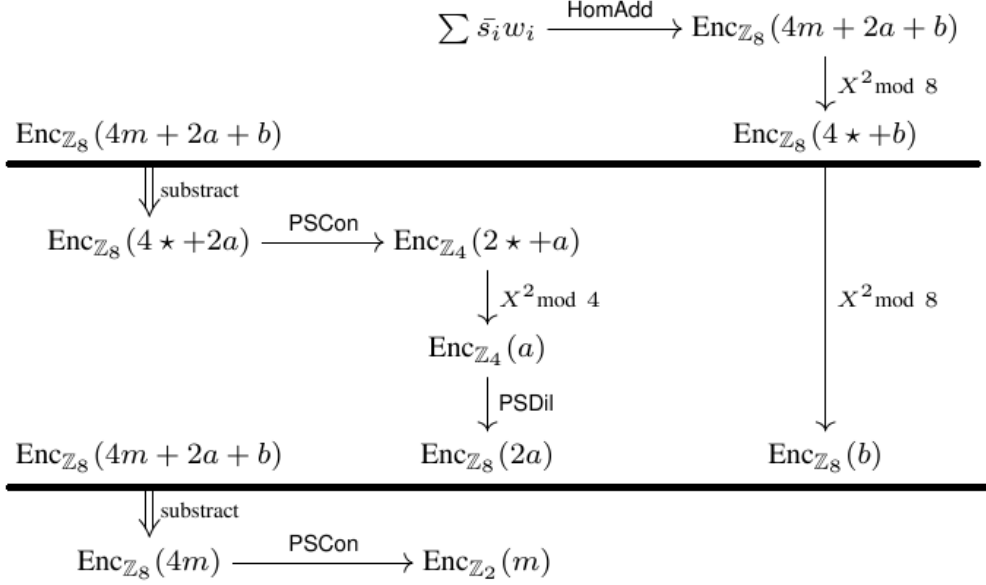 ∑ s̄ᵢwᵢ HomAdd Enc_ℤ₈(4m + 2a + b)
X² mod 8
Enc_ℤ₈(4m + 2a + b) Enc_ℤ₈(4 ⋆ +b)
substract
Enc_ℤ₈(4 ⋆ +2a) PSCon Enc_ℤ₄(2 ⋆ +a)
X² mod 4 X² mod 8
Enc_ℤ₄(a)
PSDil
Enc_ℤ₈(4m + 2a + b) Enc_ℤ₈(2a) Enc_ℤ₈(b)
substract
Enc_ℤ₈(4m) PSCon Enc_ℤ₂(m)